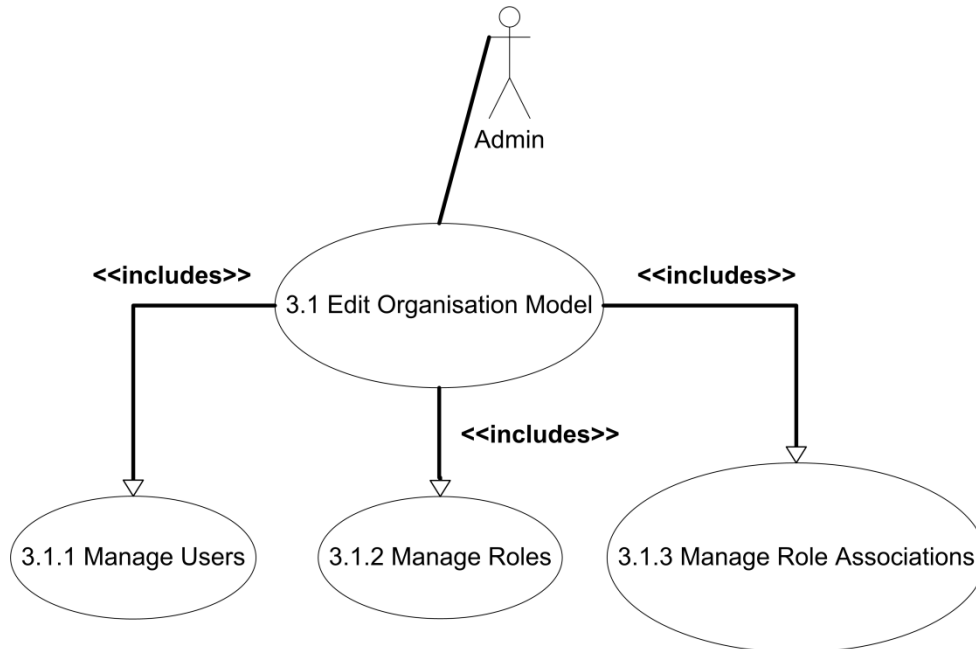 Admin
<<includes>>
<<includes>>
3.1 Edit Organisation Model
<<includes>>
3.1.1 Manage Users
3.1.2 Manage Roles
3.1.3 Manage Role Associations